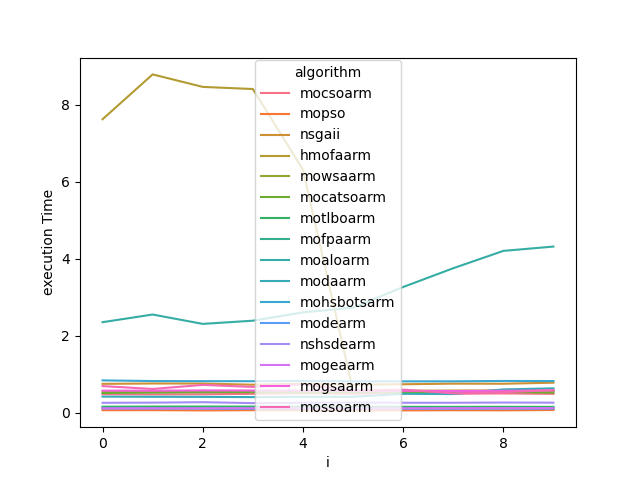 algorithm
mocsoarm
mopso
nsgaii
hmofaarm
mowsaarm
mocatsoarm
motlboarm
mofpaarm
moaloarm
modaarm
mohsbotsarm
modearm
nshsdearm
mogeaarm
mogsaarm
mossoarm
execution Time
8
6
4
2
0
0 2 4 6 8
i